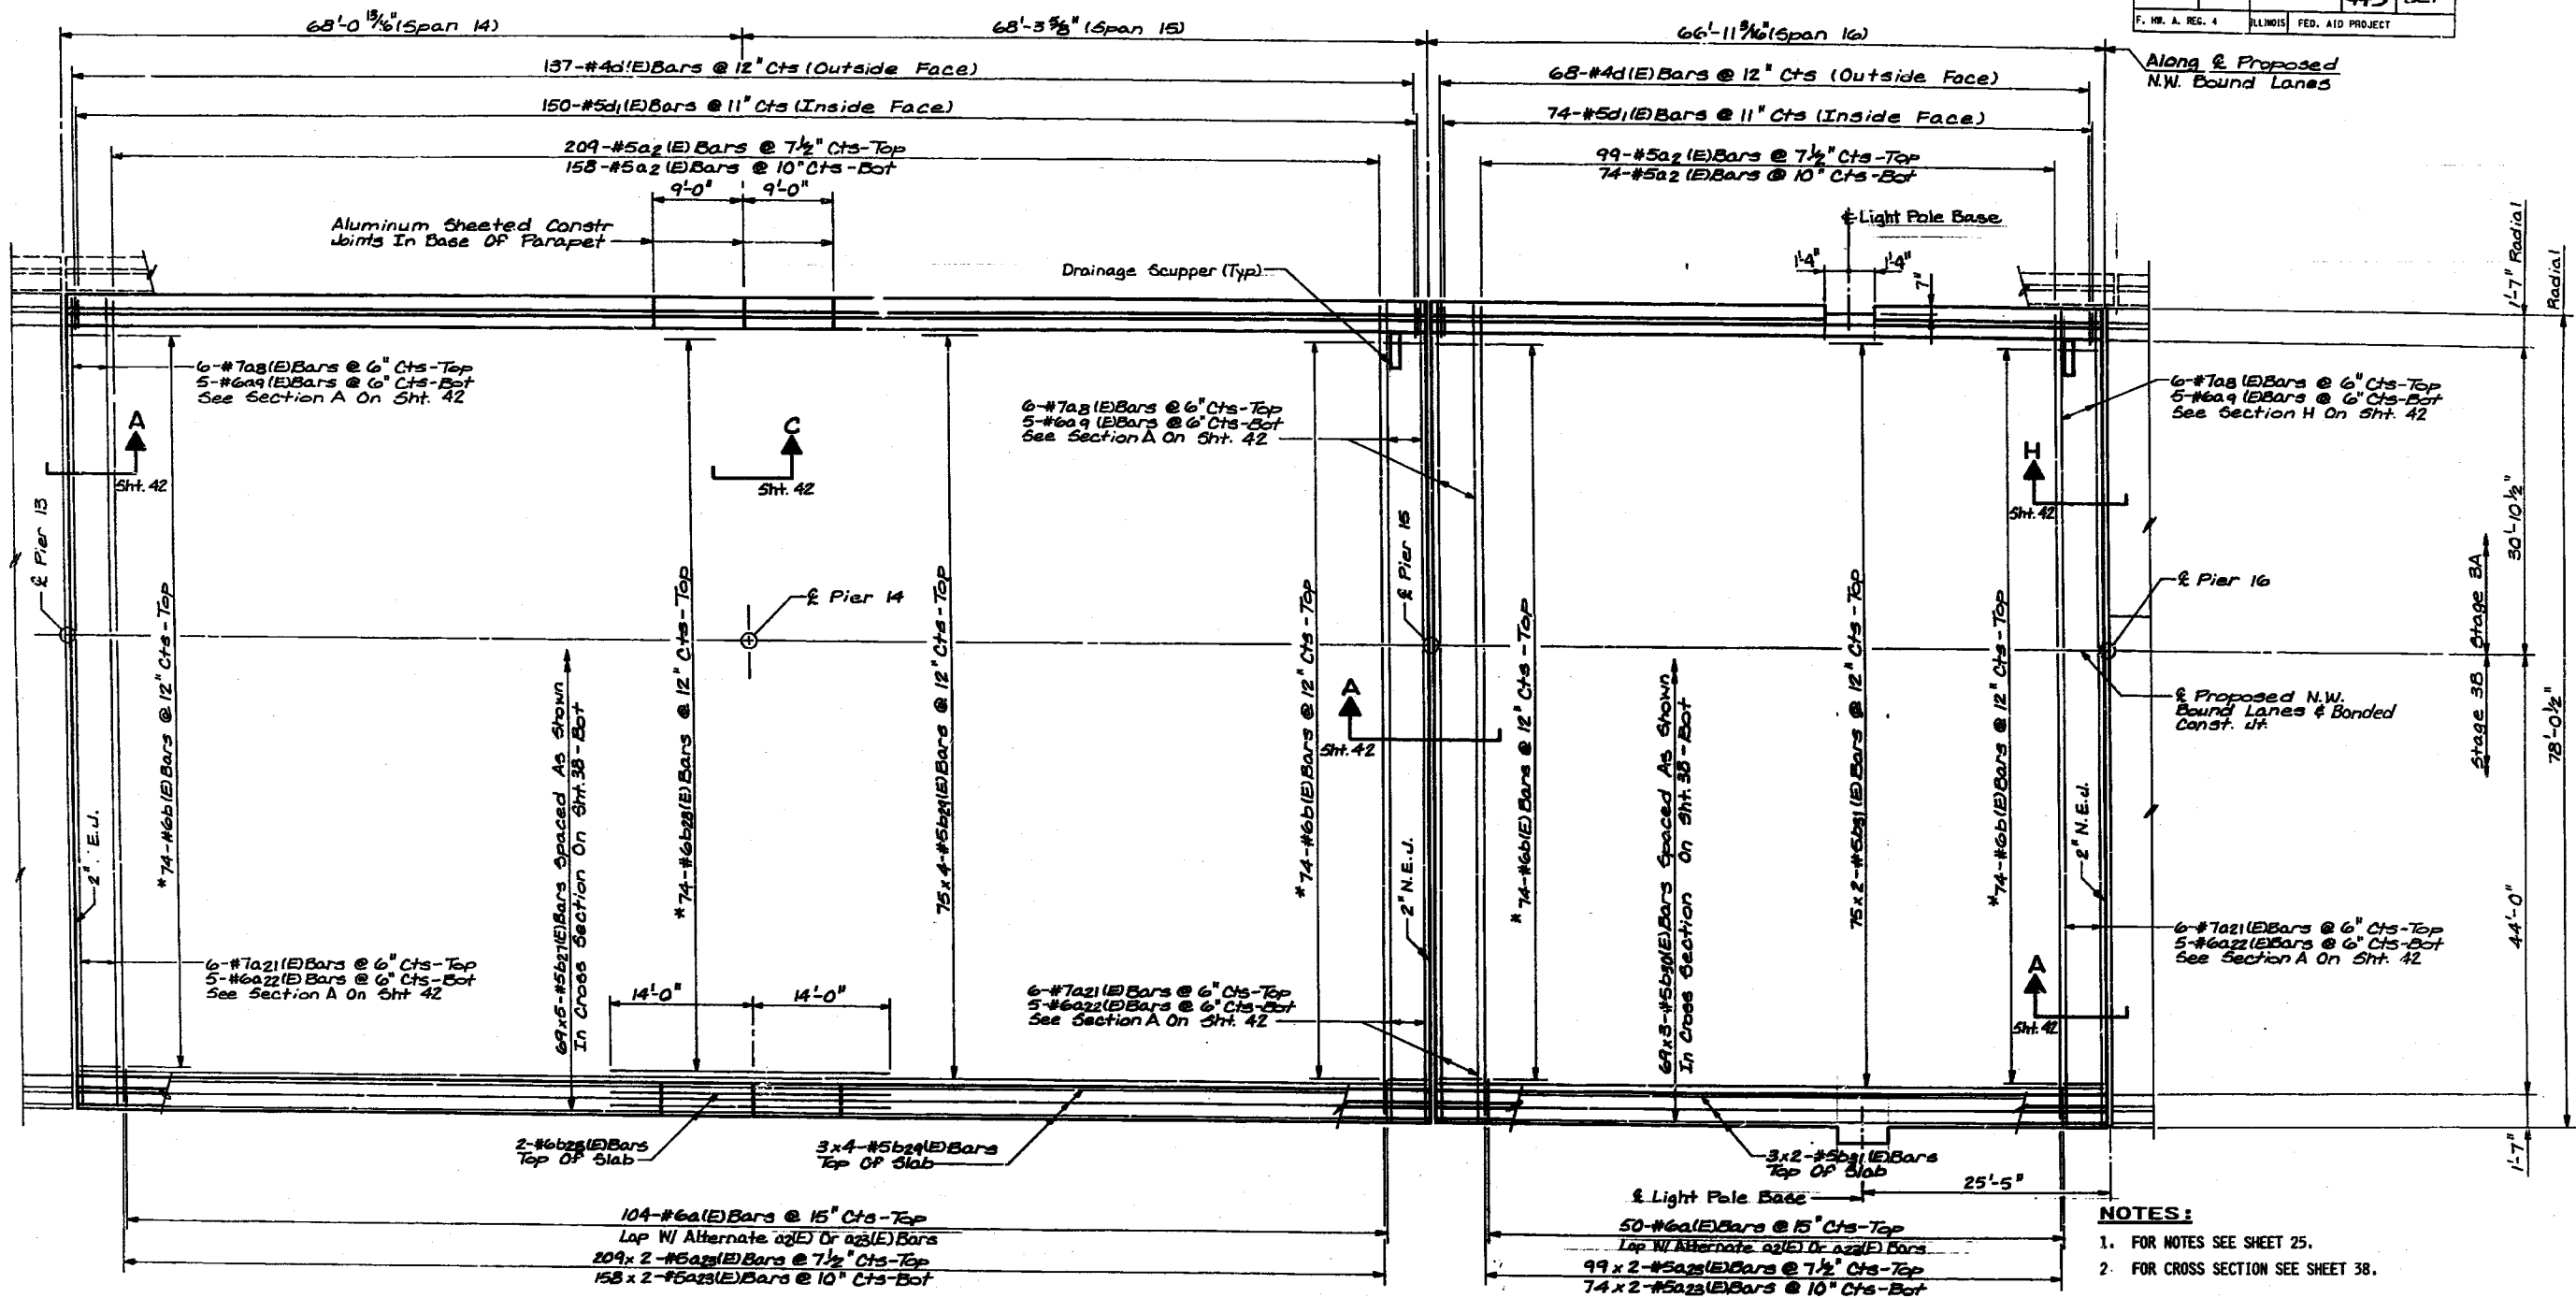 443
F. HW. A. REG. 4 ILLINOIS FED. AID PROJECT
68'-0 13/16" (Span 14)
68'-3 5/8" (Span 15)
66'-11 3/16" (Span 16)
Along ℄ Proposed
N.W. Bound Lanes
137-#4d(E)Bars @ 12" Cts (Outside Face)
68-#4d(E)Bars @ 12" Cts (Outside Face)
150-#5d1(E)Bars @ 11" Cts (Inside Face)
74-#5d1(E)Bars @ 11" Cts (Inside Face)
209-#5a2(E)Bars @ 7½" Cts-Top
158-#5a2(E)Bars @ 10" Cts-Bot
99-#5a2(E)Bars @ 7½" Cts-Top
74-#5a2(E)Bars @ 10" Cts-Bot
9'-0" 9'-0"
Aluminum Sheeted Constr
Joints In Base Of Parapet
℄ Light Pole Base
Drainage Scupper (Typ)
1'-4" 1'-4"
7"
1'-7" Radial
Radial
6-#7a8(E)Bars @ 6" Cts-Top
5-#6a9(E)Bars @ 6" Cts-Bot
See Section A On Sht. 42
6-#7a8(E)Bars @ 6" Cts-Top
5-#6a9(E)Bars @ 6" Cts-Bot
See Section A On Sht. 42
6-#7a8(E)Bars @ 6" Cts-Top
5-#6a9(E)Bars @ 6" Cts-Bot
See Section H On Sht. 42
A
Sht. 42
C
Sht. 42
H
Sht. 42
℄ Pier 13
℄ Pier 14
℄ Pier 15
℄ Pier 16
*74-#6b(E)Bars @ 12" Cts-Top
69x5-#5b27(E)Bars Spaced As Shown
In Cross Section On Sht. 38-Bot
*74-#6b28(E)Bars @ 12" Cts-Top
75x4-#5b29(E)Bars @ 12" Cts-Top
*74-#6b(E)Bars @ 12" Cts-Top
A
Sht. 42
*74-#6b(E)Bars @ 12" Cts-Top
69x3-#5b30(E)Bars Spaced As Shown
In Cross Section On Sht. 38-Bot
75x2-#5b31(E)Bars @ 12" Cts-Top
*74-#6b(E)Bars @ 12" Cts-Top
30'-10½"
Stage 3B Stage 3A
78'-0½"
44'-0"
1'-7"
℄ Proposed N.W.
Bound Lanes & Bonded
Const. Jt.
2" E.J.
2" N.E.J.
2" N.E.J.
6-#7a21(E)Bars @ 6" Cts-Top
5-#6a22(E)Bars @ 6" Cts-Bot
See Section A On Sht 42
14'-0" 14'-0"
6-#7a21(E)Bars @ 6" Cts-Top
5-#6a22(E)Bars @ 6" Cts-Bot
See Section A On Sht. 42
6-#7a21(E)Bars @ 6" Cts-Top
5-#6a22(E)Bars @ 6" Cts-Bot
See Section A On Sht. 42
A
Sht. 42
2-#6b28(E)Bars
Top Of Slab
3x4-#5b29(E)Bars
Top Of Slab
3x2-#5b31(E)Bars
Top Of Slab
℄ Light Pole Base
25'-5"
104-#6a(E)Bars @ 15" Cts-Top
Lap W/ Alternate a2(E) Or a23(E) Bars
209x2-#5a23(E)Bars @ 7½" Cts-Top
158x2-#5a23(E)Bars @ 10" Cts-Bot
50-#6a(E)Bars @ 15" Cts-Top
Lap W/ Alternate a2(E) Or a23(E) Bars
99x2-#5a23(E)Bars @ 7½" Cts-Top
74x2-#5a23(E)Bars @ 10" Cts-Bot
NOTES:
1. FOR NOTES SEE SHEET 25.
2. FOR CROSS SECTION SEE SHEET 38.